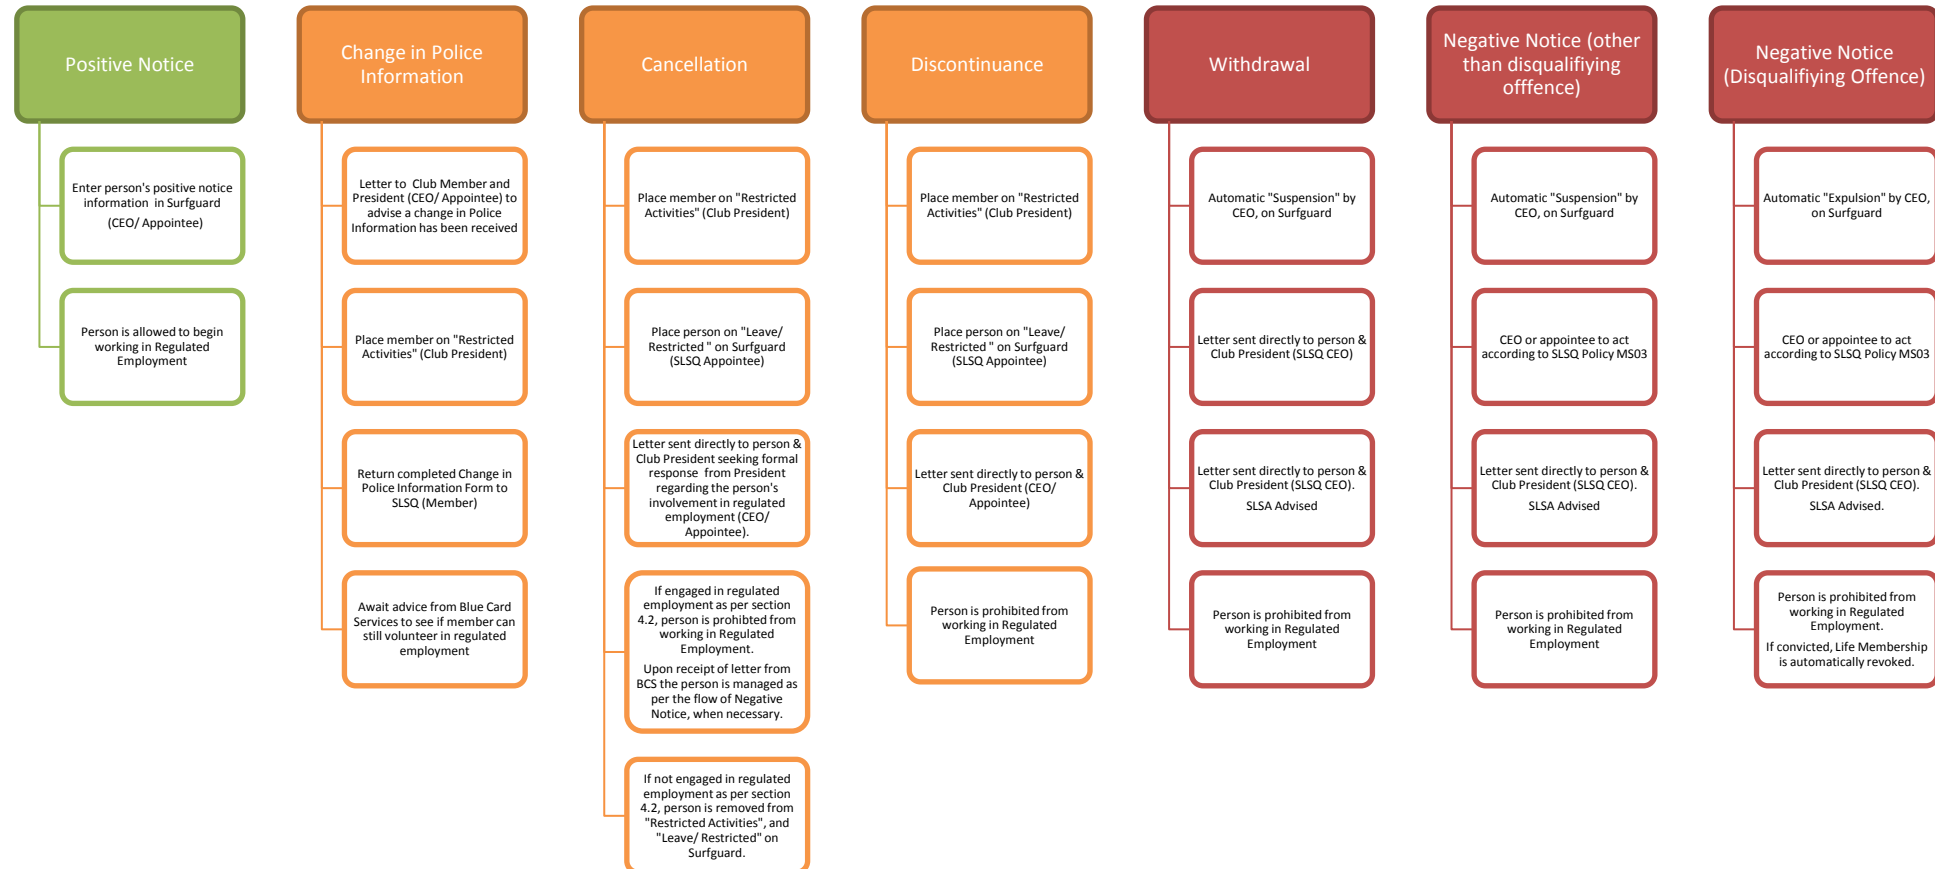 Positive Notice
Enter person's positive notice
information in Surfguard
(CEO/ Appointee)
Person is allowed to begin
working in Regulated
Employment
Change in Police
Information
Letter to Club Member and
President (CEO/ Appointee) to
advise a change in Police
Information has been received
Place member on "Restricted
Activities" (Club President)
Return completed Change in
Police Information Form to
SLSQ (Member)
Await advice from Blue Card
Services to see if member can
still volunteer in regulated
employment
Cancellation
Place member on "Restricted
Activities" (Club President)
Place person on "Leave/
Restricted " on Surfguard
(SLSQ Appointee)
Letter sent directly to person &
Club President seeking formal
response from President
regarding the person's
involvement in regulated
employment (CEO/
Appointee).
If engaged in regulated
employment as per section
4.2, person is prohibted from
working in Regulated
Employment.
Upon receipt of letter from
BCS the person is managed as
per the flow of Negative
Notice, when necessary.
If not engaged in regulated
employment as per section
4.2, person is removed from
"Restricted Activities", and
"Leave/ Restricted" on
Surfguard.
Discontinuance
Place member on "Restricted
Activities" (Club President)
Place person on "Leave/
Restricted " on Surfguard
(SLSQ Appointee)
Letter sent directly to person &
Club President (CEO/
Appointee)
Person is prohibited from
working in Regulated
Employment
Withdrawal
Automatic "Suspension" by
CEO, on Surfguard
Letter sent directly to person &
Club President (SLSQ CEO)
Letter sent directly to person &
Club President (SLSQ CEO).
SLSA Advised
Person is prohibited from
working in Regulated
Employment
Negative Notice (other
than disqualifiying
offfence)
Automatic "Suspension" by
CEO, on Surfguard
CEO or appointee to act
according to SLSQ Policy MS03
Letter sent directly to person &
Club President (SLSQ CEO).
SLSA Advised
Person is prohibited from
working in Regulated
Employment
Negative Notice
(Disqualifiying Offence)
Automatic "Expulsion" by CEO,
on Surfguard
CEO or appointee to act
according to SLSQ Policy MS03
Letter sent directly to person &
Club President (SLSQ CEO).
SLSA Advised.
Person is prohibited from
working in Regulated
Employment.
If convicted, Life Membership
is automatically revoked.